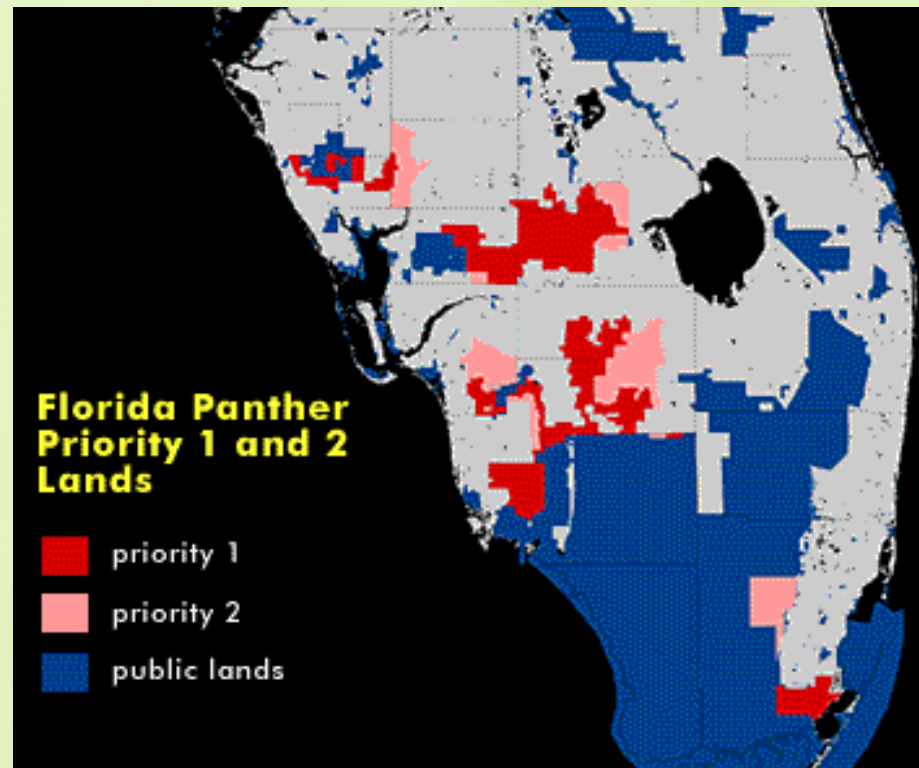 Florida Panther
Priority 1 and 2
Lands
priority 1
priority 2
public lands